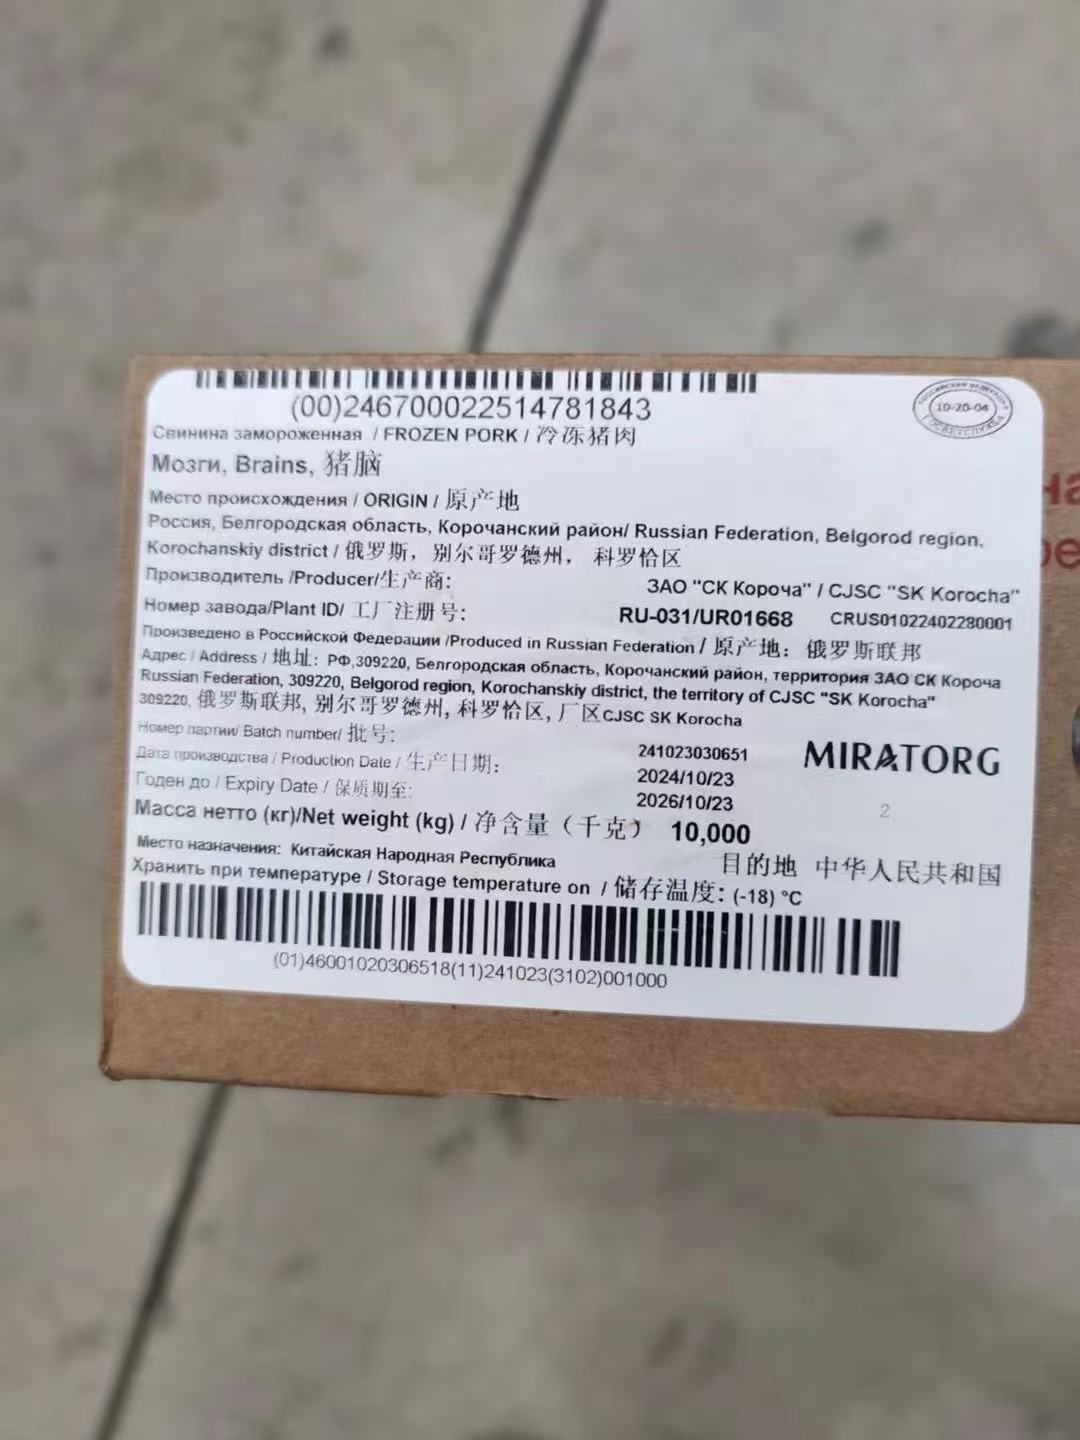 (00)246700022514781843
10-20-04
Свинина замороженная / FROZEN PORK / 冷冻猪肉
Мозги, Brains, 猪脑
Место происхождения / ORIGIN / 原产地
Россия, Белгородская область, Корочанский район/ Russian Federation, Belgorod region,
Korochanskiy district / 俄罗斯，别尔哥罗德州， 科罗恰区
Производитель /Producer/生产商: ЗАО "СК Короча" / CJSC "SK Korocha"
Номер завода/Plant ID/ 工厂注册号: RU-031/UR01668 CRUS01022402280001
Произведено в Российской Федерации /Produced in Russian Federation / 原产地：俄罗斯联邦
Адрес / Address / 地址: РФ,309220, Белгородская область, Корочанский район, территория ЗАО СК Короча
Russian Federation, 309220, Belgorod region, Korochanskiy district, the territory of CJSC "SK Korocha"
309220, 俄罗斯联邦, 别尔哥罗德州, 科罗恰区, 厂区CJSC SK Korocha
Номер партии/ Batch number/ 批号: 241023030651
Дата производства / Production Date / 生产日期: 2024/10/23
Годен до / Expiry Date / 保质期至: 2026/10/23
MIRATORG
2
Масса нетто (кг)/Net weight (kg) / 净含量（千克） 10,000
Место назначения: Китайская Народная Республика 目的地 中华人民共和国
Хранить при температуре / Storage temperature on / 储存温度: (-18) °C
(01)46001020306518(11)241023(3102)001000